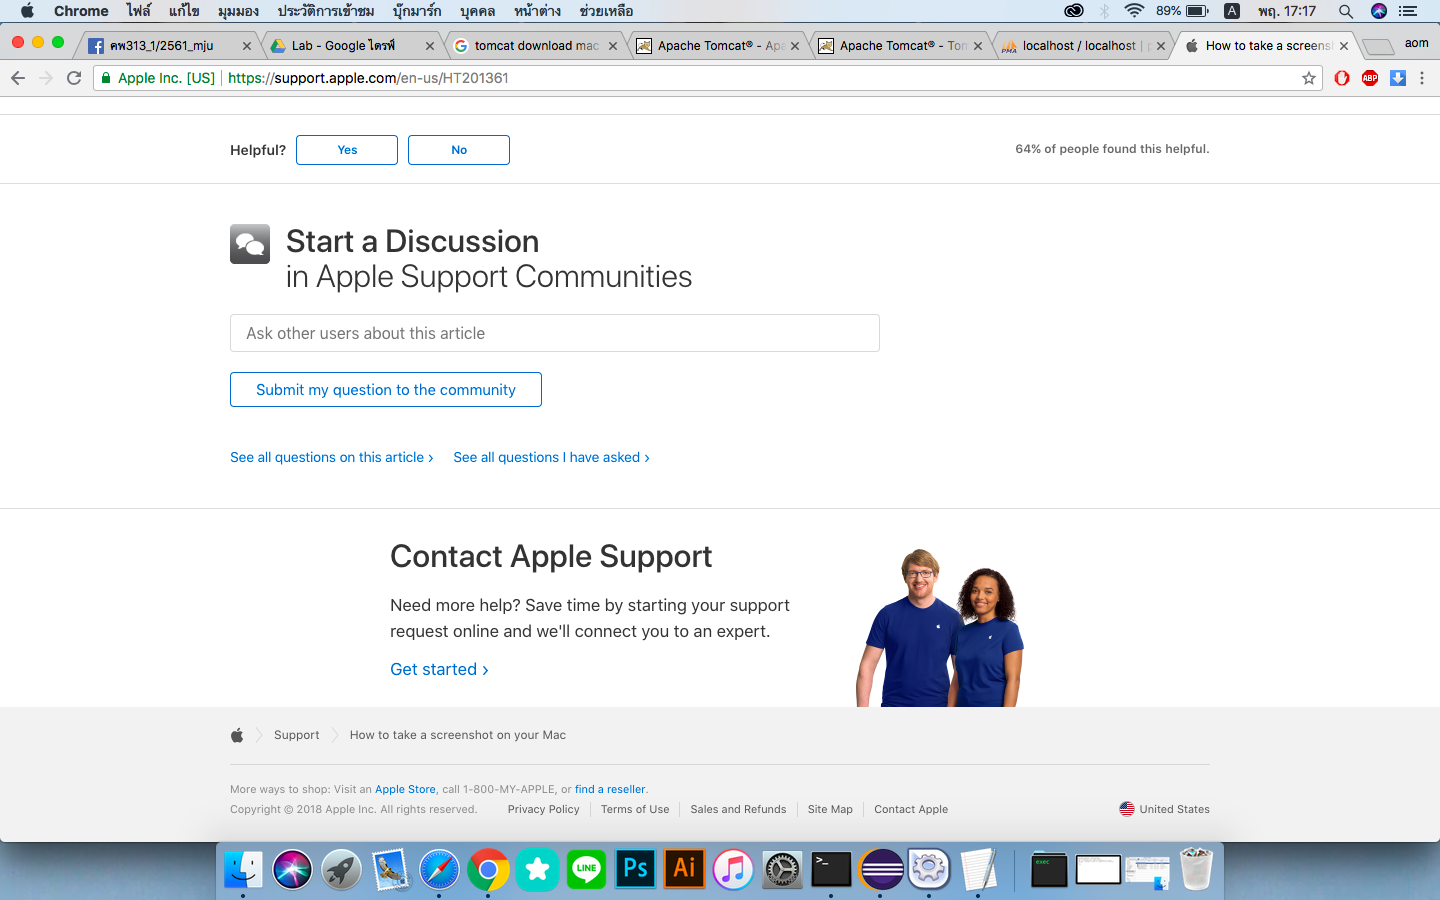 Chrome ไฟล์ แก้ไข มุมมอง ประวัติการเข้าชม บุ๊กมาร์ก บุคคล หน้าต่าง ช่วยเหลือ 89% A พฤ. 17:17
คพ313_1/2561_mju Lab - Google ไดรฟ์ tomcat download mac Apache Tomcat® - Apa Apache Tomcat® - Tom localhost / localhost | How to take a screens aom
Apple Inc. [US] https://support.apple.com/en-us/HT201361 ABP
Helpful? Yes No 64% of people found this helpful.
Start a Discussion
in Apple Support Communities
Ask other users about this article
Submit my question to the community
See all questions on this article › See all questions I have asked ›
Contact Apple Support
Need more help? Save time by starting your support
request online and we'll connect you to an expert.
Get started ›
Support How to take a screenshot on your Mac
More ways to shop: Visit an Apple Store, call 1-800-MY-APPLE, or find a reseller.
Copyright © 2018 Apple Inc. All rights reserved. Privacy Policy Terms of Use Sales and Refunds Site Map Contact Apple United States
LINE Ps Ai >_ exec